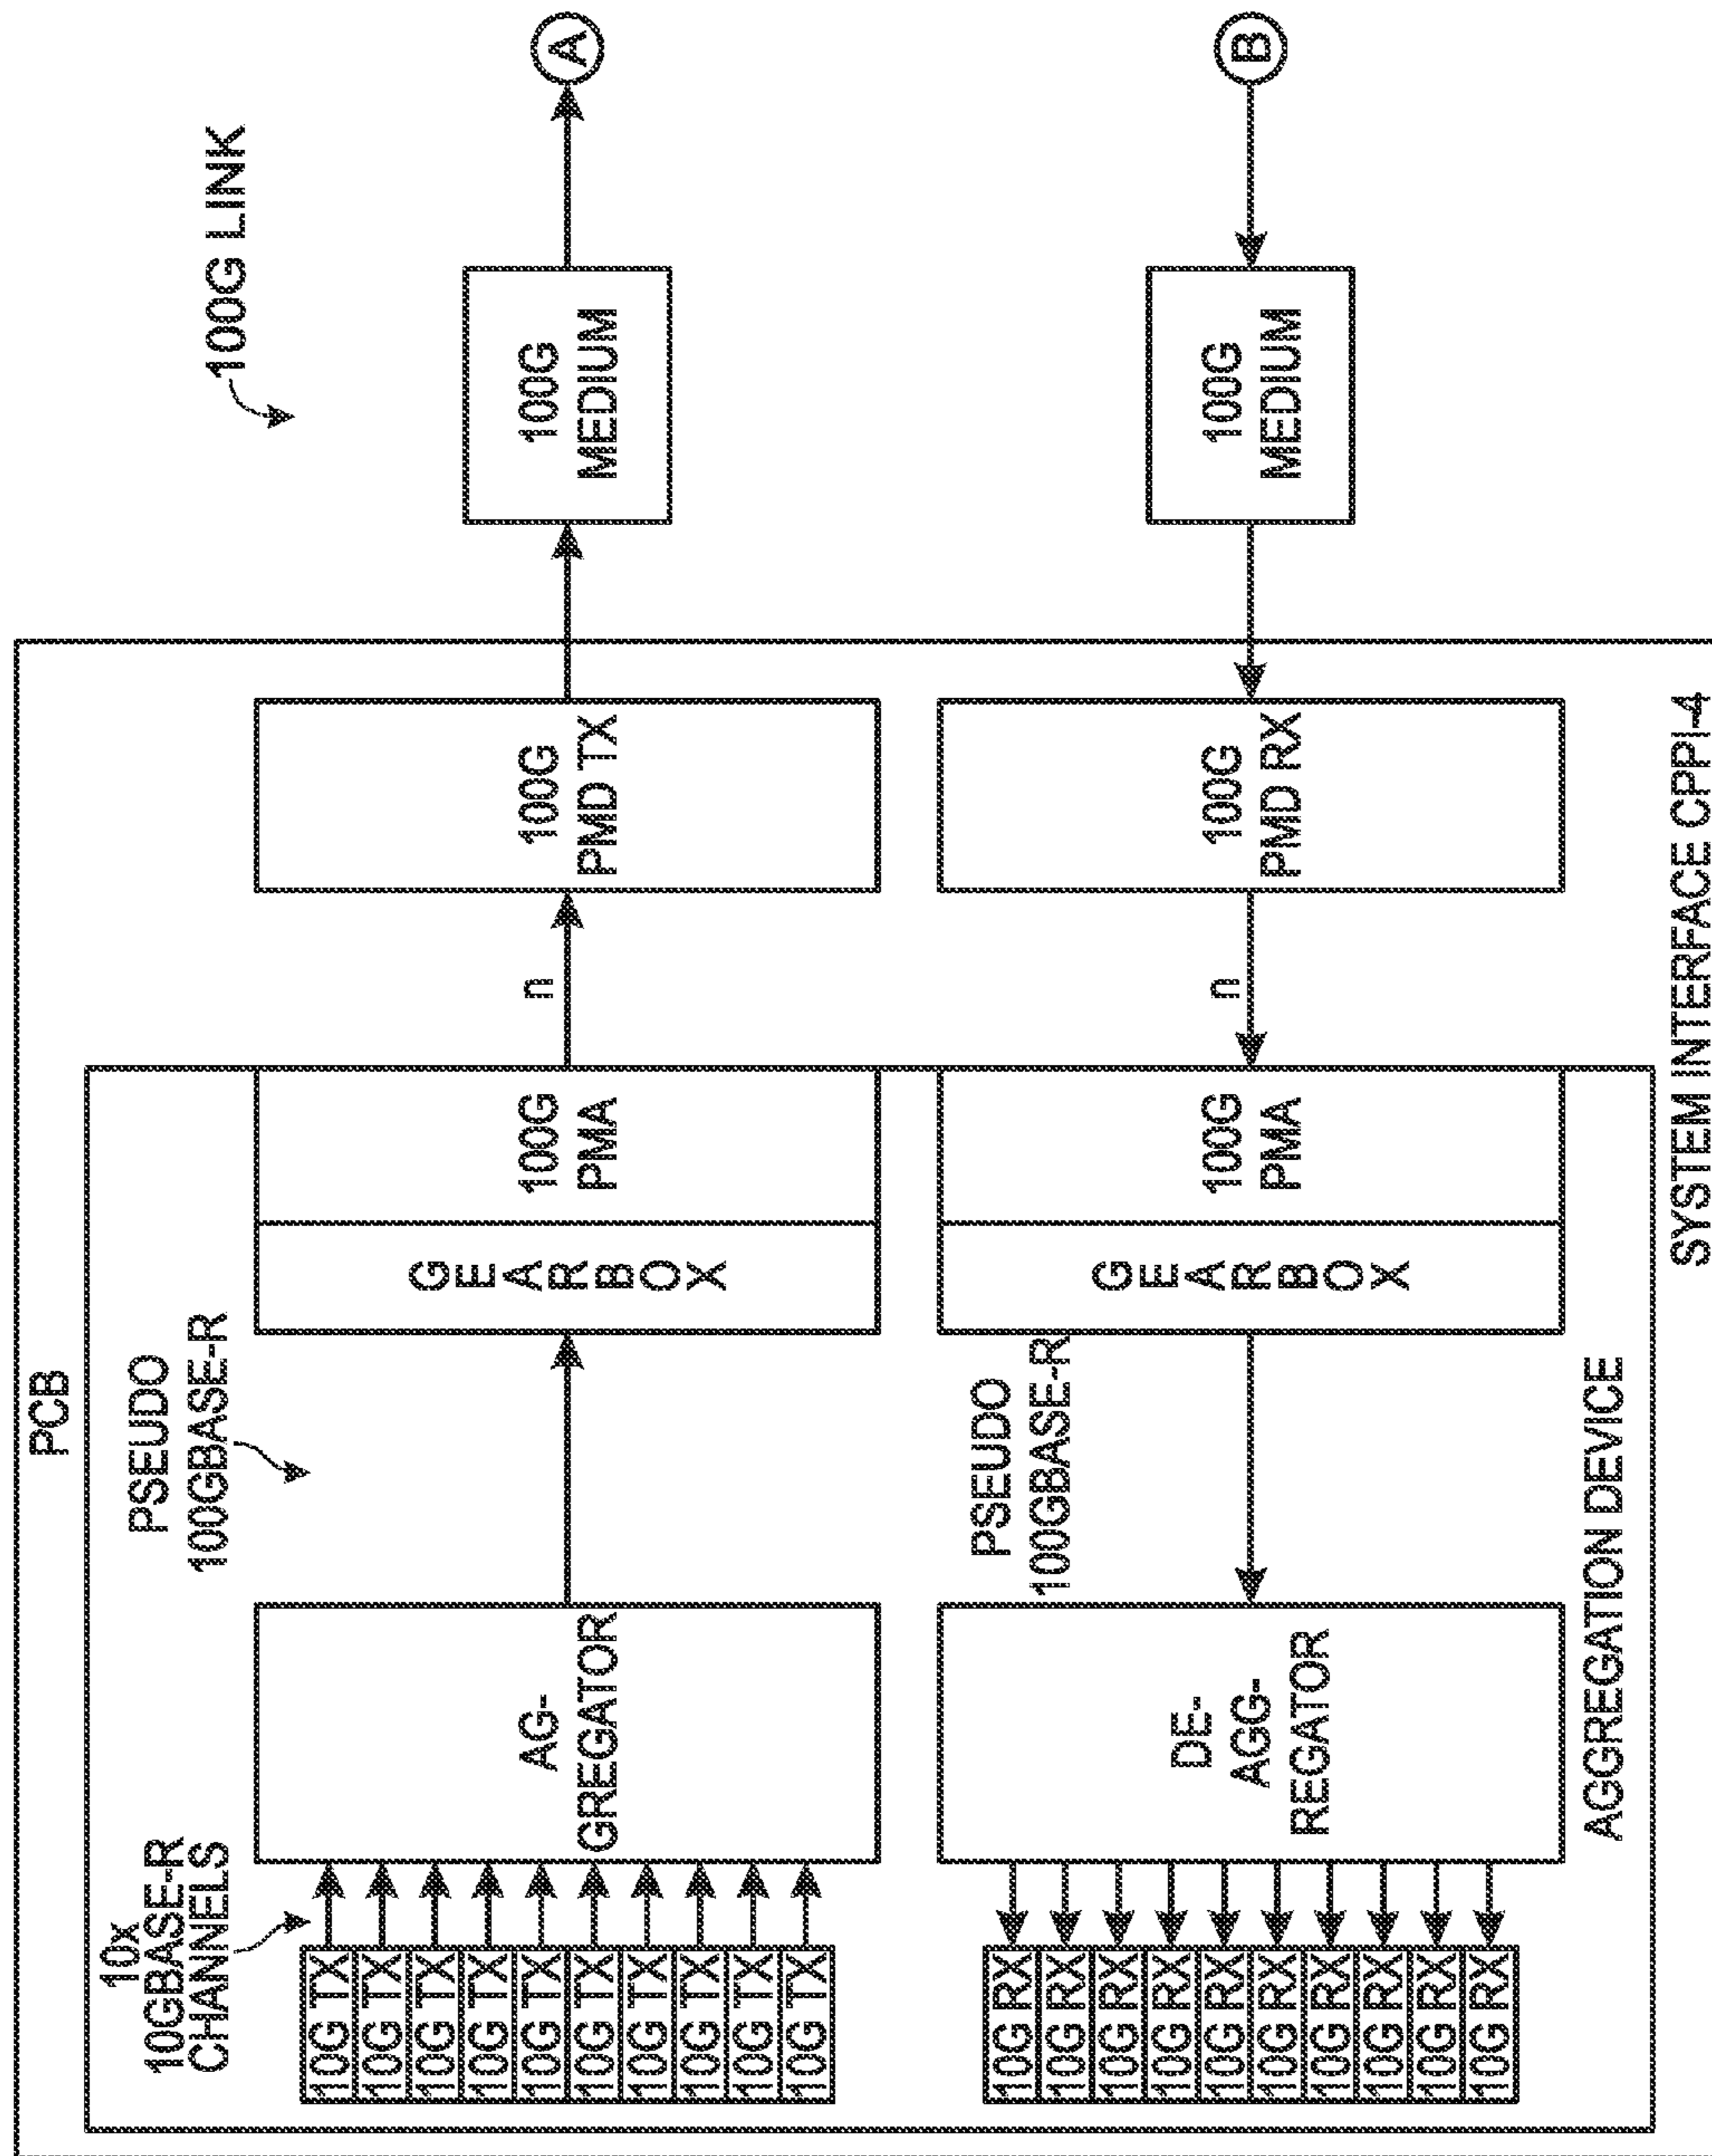 PCB
10x
10GBASE-R
CHANNELS
10G TX
10G TX
10G TX
10G TX
10G TX
10G TX
10G TX
10G TX
10G TX
10G TX
AG-
GREGATOR
PSEUDO
100GBASE-R
GEARBOX
100G
PMA
n
100G
PMD TX
100G LINK
100G
MEDIUM
A
10G RX
10G RX
10G RX
10G RX
10G RX
10G RX
10G RX
10G RX
10G RX
10G RX
DE-
AGG-
REGATOR
PSEUDO
100GBASE-R
GEARBOX
100G
PMA
n
100G
PMD RX
100G
MEDIUM
B
AGGREGATION DEVICE
SYSTEM INTERFACE CPPI-4